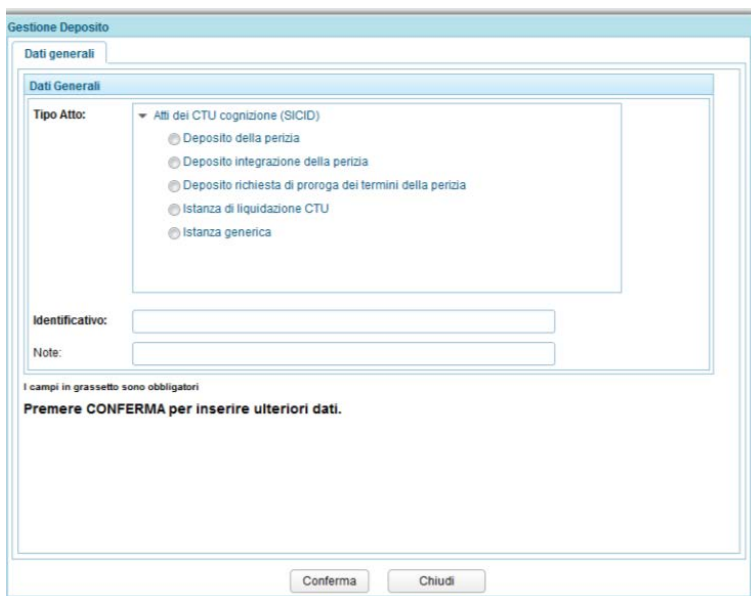 Gestione Deposito
Dati generali
Dati Generali
Tipo Atto:
Atti dei CTU cognizione (SICID)
Deposito della perizia
Deposito integrazione della perizia
Deposito richiesta di proroga dei termini della perizia
Istanza di liquidazione CTU
Istanza generica
Identificativo:
Note:
I campi in grassetto sono obbligatori
Premere CONFERMA per inserire ulteriori dati.
Conferma Chiudi